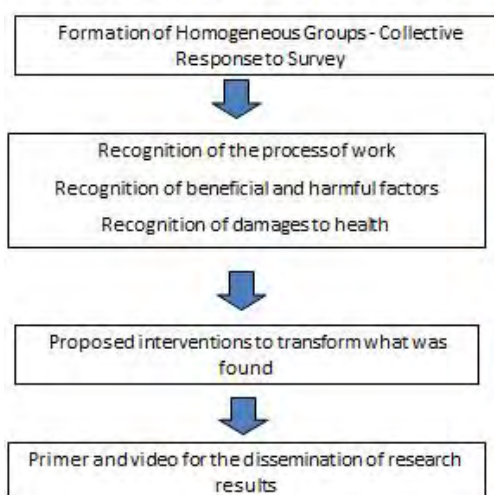 Formation of Homogeneous Groups - Collective
Response to Survey
Recognition of the process of work
Recognition of beneficial and harmful factors
Recognition of damages to health
Proposed interventions to transform what was
found
Primer and video for the dissemination of research
results